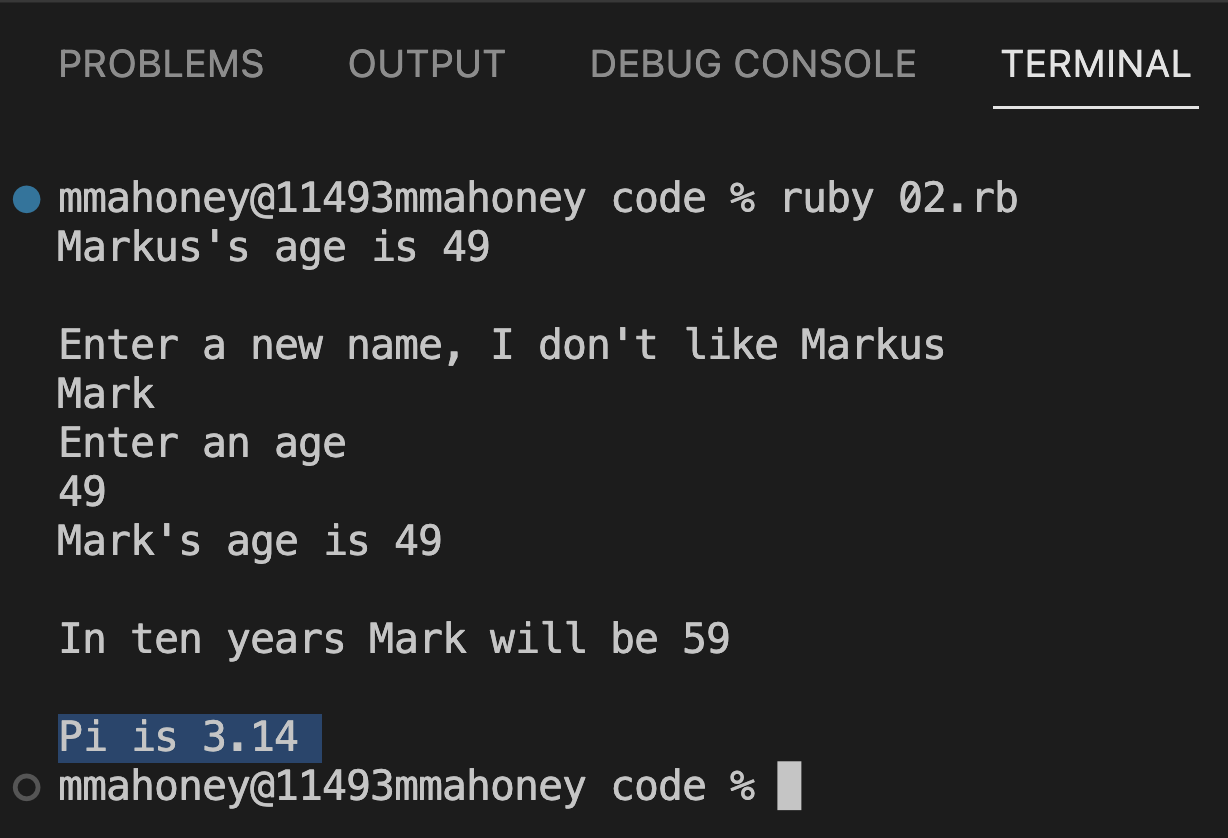 PROBLEMS OUTPUT DEBUG CONSOLE TERMINAL
mmahoney@11493mmahoney code % ruby 02.rb
Markus's age is 49
Enter a new name, I don't like Markus
Mark
Enter an age
49
Mark's age is 49
In ten years Mark will be 59
Pi is 3.14
mmahoney@11493mmahoney code %